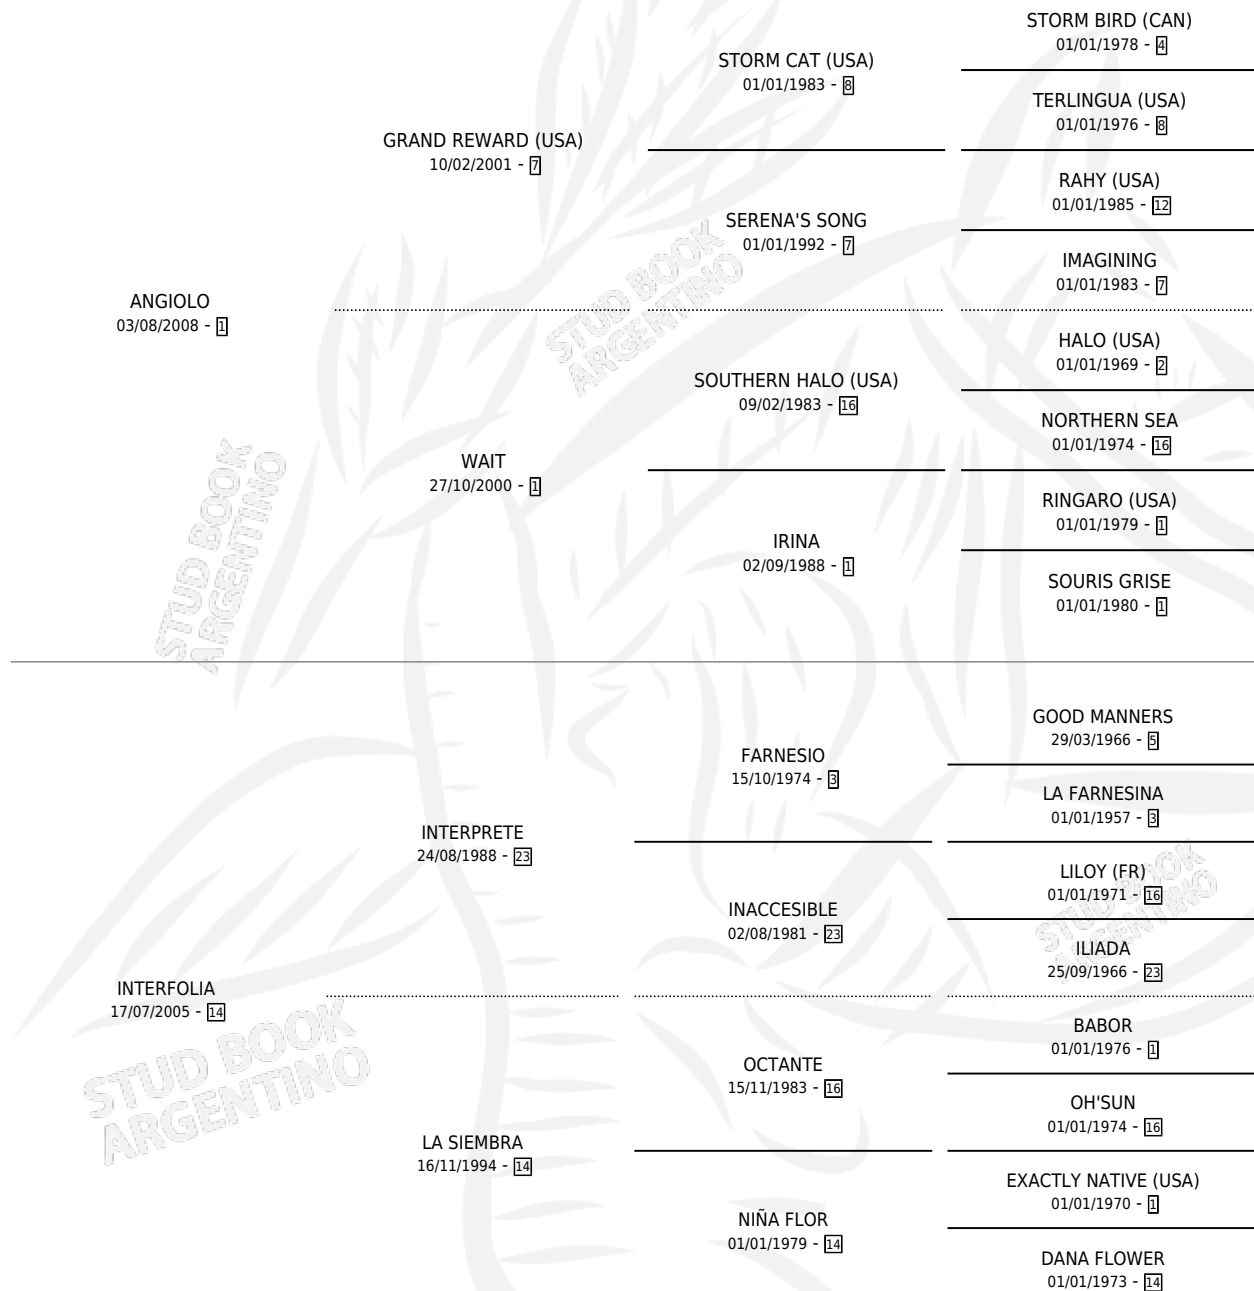 STORM BIRD (CAN)
01/01/1978 - 4
STORM CAT (USA)
01/01/1983 - 8
TERLINGUA (USA)
01/01/1976 - 8
GRAND REWARD (USA)
10/02/2001 - 7
RAHY (USA)
01/01/1985 - 12
SERENA'S SONG
01/01/1992 - 7
IMAGINING
01/01/1983 - 7
ANGIOLO
03/08/2008 - 1
HALO (USA)
01/01/1969 - 2
SOUTHERN HALO (USA)
09/02/1983 - 16
NORTHERN SEA
01/01/1974 - 16
WAIT
27/10/2000 - 1
RINGARO (USA)
01/01/1979 - 1
IRINA
02/09/1988 - 1
SOURIS GRISE
01/01/1980 - 1
GOOD MANNERS
29/03/1966 - 5
FARNESIO
15/10/1974 - 3
LA FARNESINA
01/01/1957 - 3
INTERPRETE
24/08/1988 - 23
LILOY (FR)
01/01/1971 - 16
INACCESIBLE
02/08/1981 - 23
ILIADA
25/09/1966 - 23
INTERFOLIA
17/07/2005 - 14
BABOR
01/01/1976 - 1
OCTANTE
15/11/1983 - 16
OH'SUN
01/01/1974 - 16
LA SIEMBRA
16/11/1994 - 14
EXACTLY NATIVE (USA)
01/01/1970 - 1
NIÑA FLOR
01/01/1979 - 14
DANA FLOWER
01/01/1973 - 14
STUD BOOK
ARGENTINO
STUD BOOK
ARGENTINO
STUD BOOK
ARGENTINO
STUD BOOK
ARGENTINO